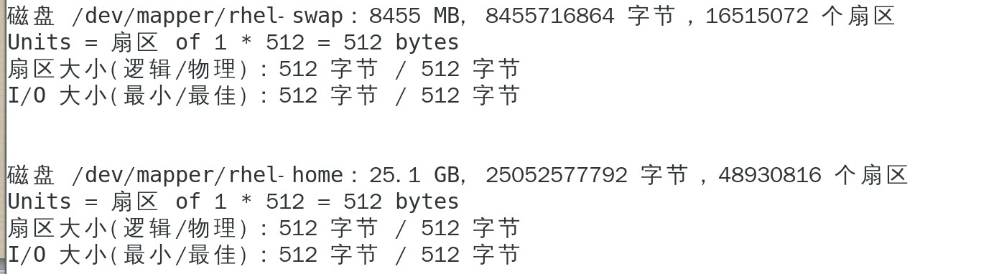 磁盘 /dev/mapper/rhel-swap：8455 MB, 8455716864 字节，16515072 个扇区
Units = 扇区 of 1 * 512 = 512 bytes
扇区大小(逻辑/物理)：512 字节 / 512 字节
I/O 大小(最小/最佳)：512 字节 / 512 字节
磁盘 /dev/mapper/rhel-home：25.1 GB, 25052577792 字节，48930816 个扇区
Units = 扇区 of 1 * 512 = 512 bytes
扇区大小(逻辑/物理)：512 字节 / 512 字节
I/O 大小(最小/最佳)：512 字节 / 512 字节